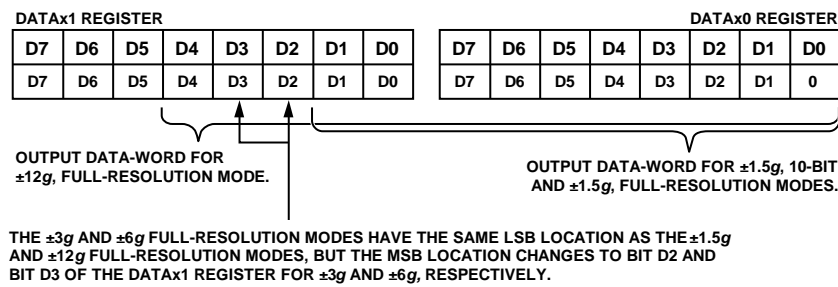 DATAx1 REGISTER
DATAx0 REGISTER
D7 D6 D5 D4 D3 D2 D1 D0 D7 D6 D5 D4 D3 D2 D1 D0
D7 D6 D5 D4 D3 D2 D1 D0 D7 D6 D5 D4 D3 D2 D1 0
OUTPUT DATA-WORD FOR
±12g, FULL-RESOLUTION MODE.
OUTPUT DATA-WORD FOR ±1.5g, 10-BIT
AND ±1.5g, FULL-RESOLUTION MODES.
THE ±3g AND ±6g FULL-RESOLUTION MODES HAVE THE SAME LSB LOCATION AS THE ±1.5g
AND ±12g FULL-RESOLUTION MODES, BUT THE MSB LOCATION CHANGES TO BIT D2 AND
BIT D3 OF THE DATAx1 REGISTER FOR ±3g AND ±6g, RESPECTIVELY.